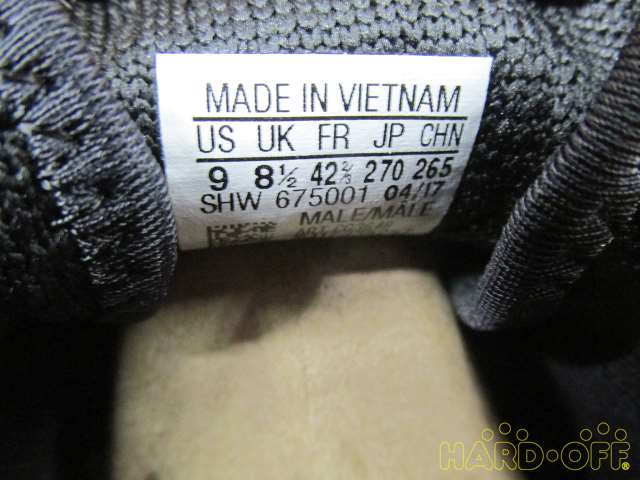 MADE IN VIETNAM
US UK FR JP CHN
9 8½ 42⅔ 270 265
SHW 675001 04/17
MALE/MÂLE
HARD·OFF